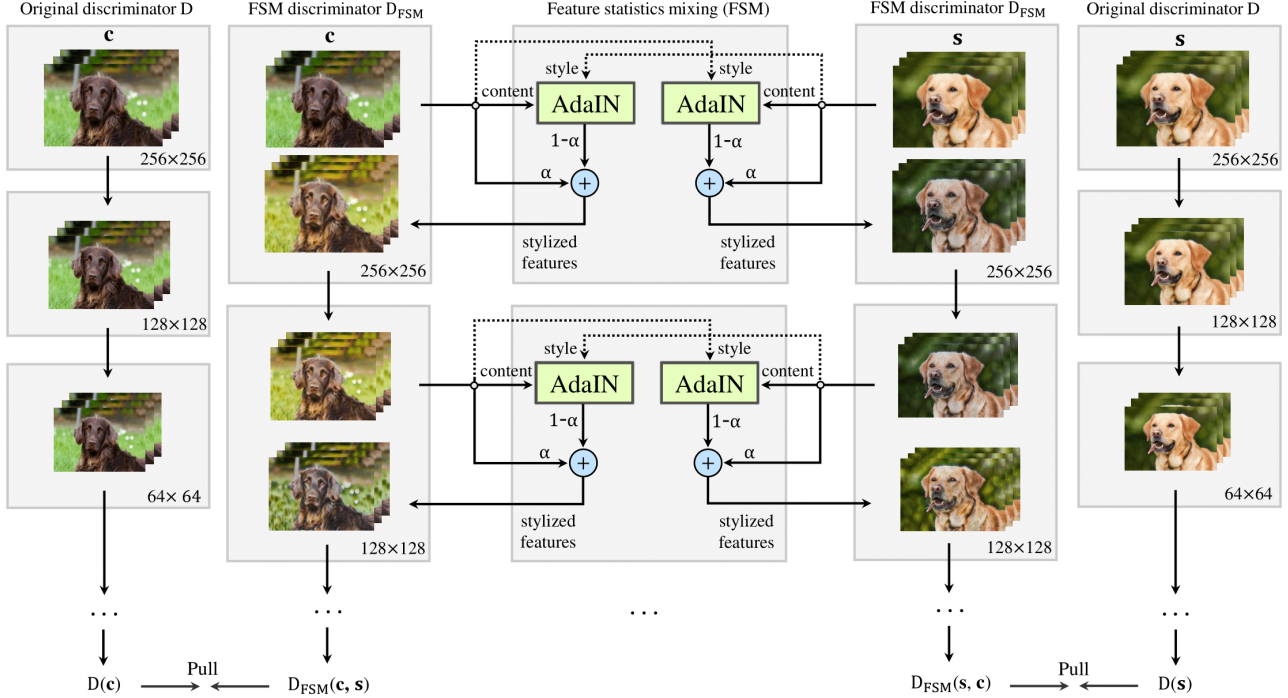 Original discriminator D
FSM discriminator D_FSM
Feature statistics mixing (FSM)
FSM discriminator D_FSM
Original discriminator D
c
c
s
s
style
style
content
AdaIN
AdaIN
content
1-α
1-α
α
+
+
α
256×256
256×256
stylized
features
stylized
features
256×256
256×256
128×128
128×128
style
style
content
AdaIN
AdaIN
content
1-α
1-α
α
+
+
α
64× 64
64×64
stylized
features
stylized
features
128×128
128×128
...
...
...
...
...
Pull
Pull
D(c)
D_FSM(c, s)
D_FSM(s, c)
D(s)